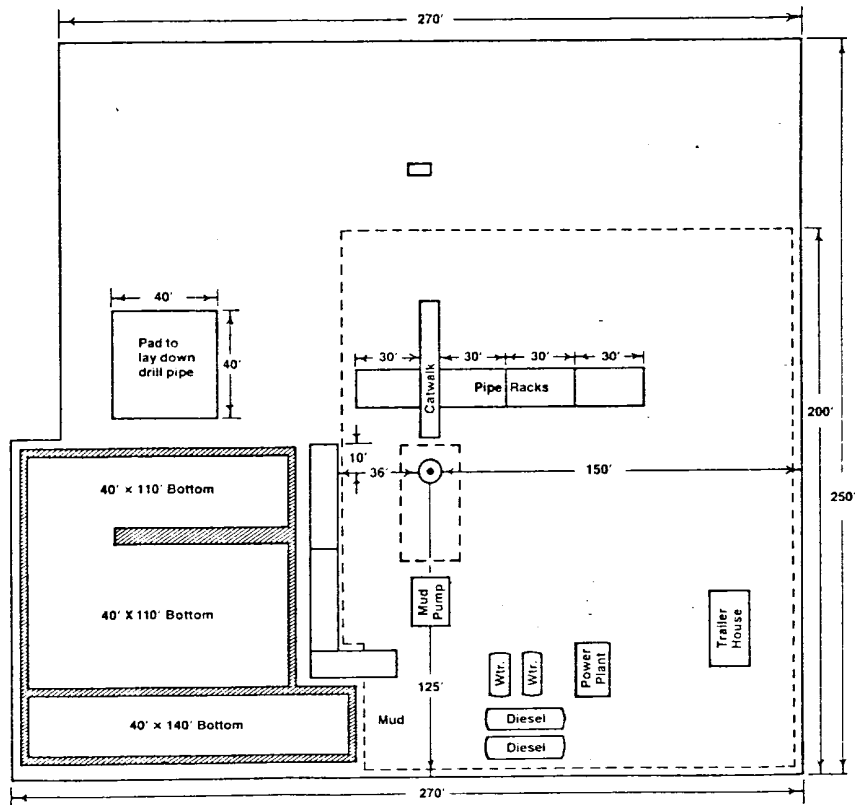 270'
40'
Pad to
lay down
drill pipe
40'
30'
30'
30'
30'
Catwalk
Pipe Racks
200'
10'
36'
150'
250'
40' × 110' Bottom
40' X 110' Bottom
Mud
Pump
Trailer
House
Wtr.
Wtr.
Power
Plant
125'
40' × 140' Bottom
Mud
Diesel
Diesel
270'